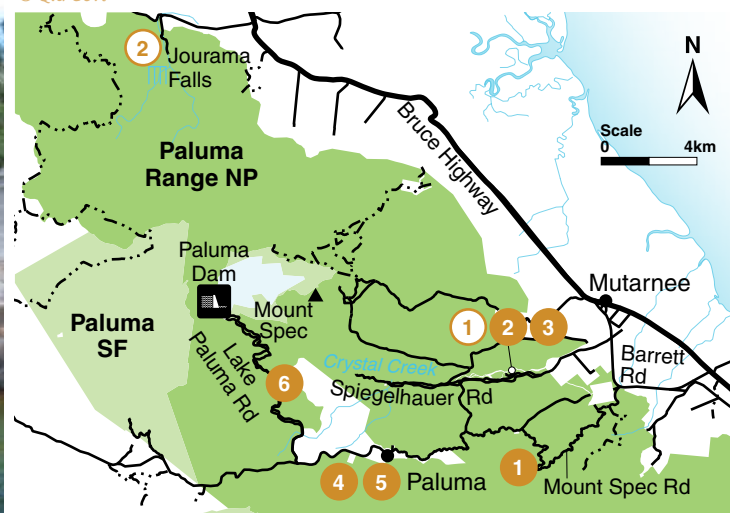 2
Jourama
Falls
N
Bruce Highway
Scale
0 4km
Paluma
Range NP
Paluma
Dam
Mount
Spec
Mutarnee
1 2 3
Paluma
SF
Lake
Paluma Rd
Crystal Creek
Barrett
Rd
6
Spiegelhauer Rd
4 5 Paluma
1
Mount Spec Rd